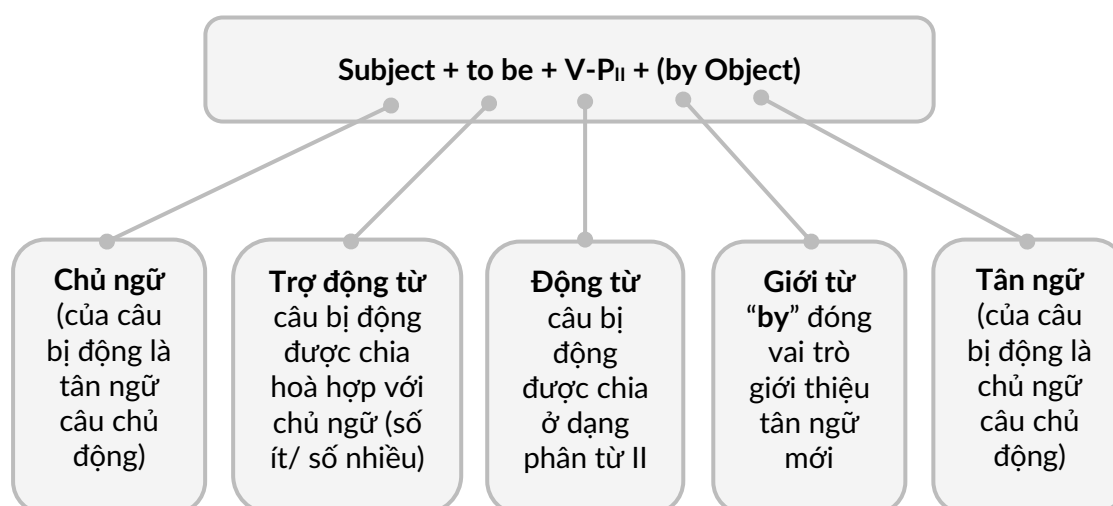 Subject + to be + V-PII + (by Object)
Chủ ngữ
(của câu
bị động là
tân ngữ
câu chủ
động)
Trợ động từ
câu bị động
được chia
hoà hợp với
chủ ngữ (số
ít/ số nhiều)
Động từ
câu bị
động
được chia
ở dạng
phân từ II
Giới từ
“by” đóng
vai trò
giới thiệu
tân ngữ
mới
Tân ngữ
(của câu
bị động là
chủ ngữ
câu chủ
động)